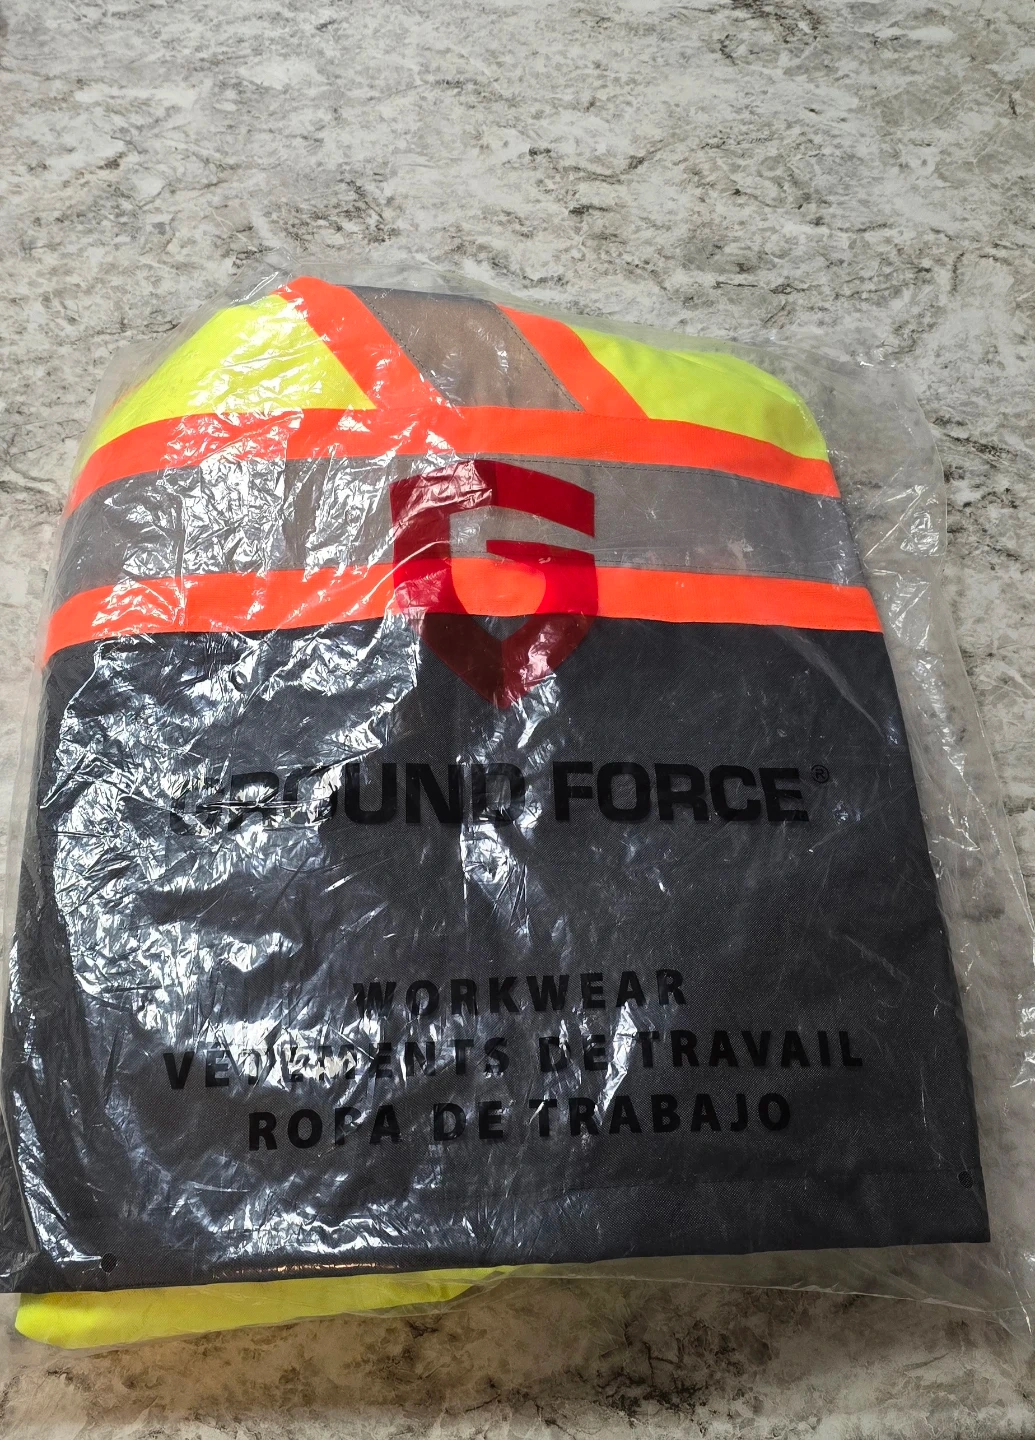 GROUND FORCE®
WORKWEAR
VÊTEMENTS DE TRAVAIL
ROPA DE TRABAJO